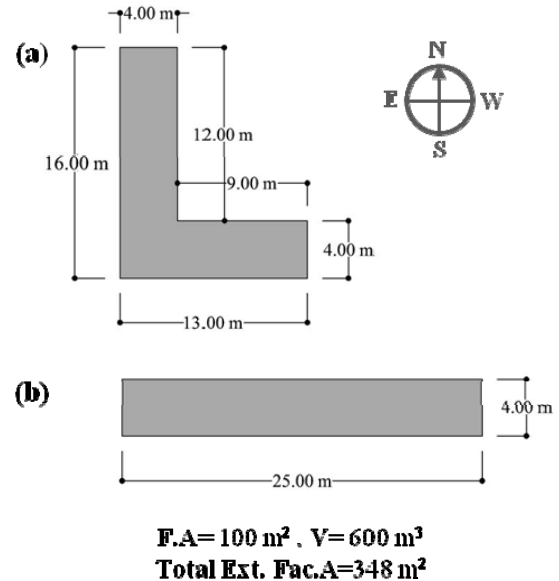 4.00 m
(a)
N
E
W
S
12.00 m
16.00 m
9.00 m
4.00 m
13.00 m
(b)
4.00 m
25.00 m
F.A= 100 m² , V= 600 m³
Total Ext. Fac.A=348 m²